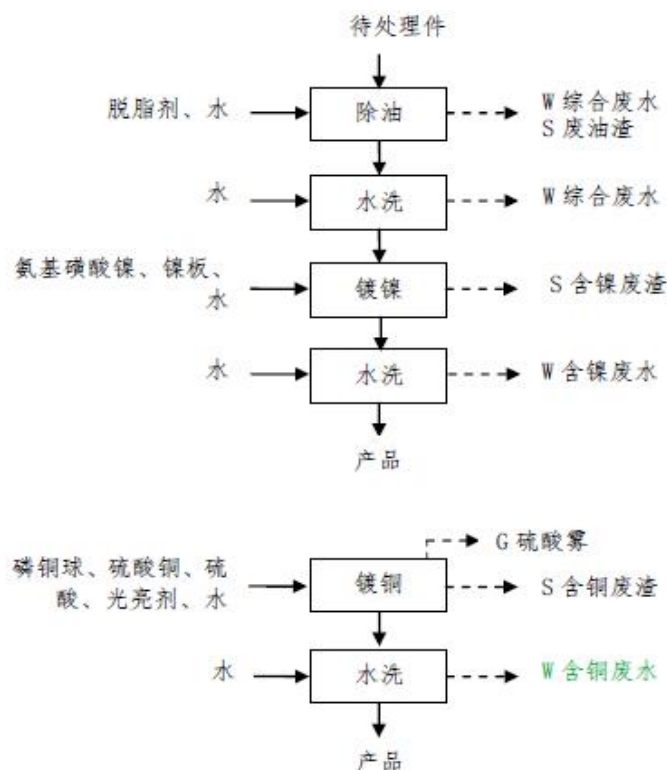 待处理件
脱脂剂、水
除油
W 综合废水
S 废油渣
水
水洗
W 综合废水
氨基磺酸镍、镍板、
水
镀镍
S 含镍废渣
水
水洗
W 含镍废水
产品
G 硫酸雾
磷铜球、硫酸铜、硫
酸、光亮剂、水
镀铜
S 含铜废渣
水
水洗
W 含铜废水
产品